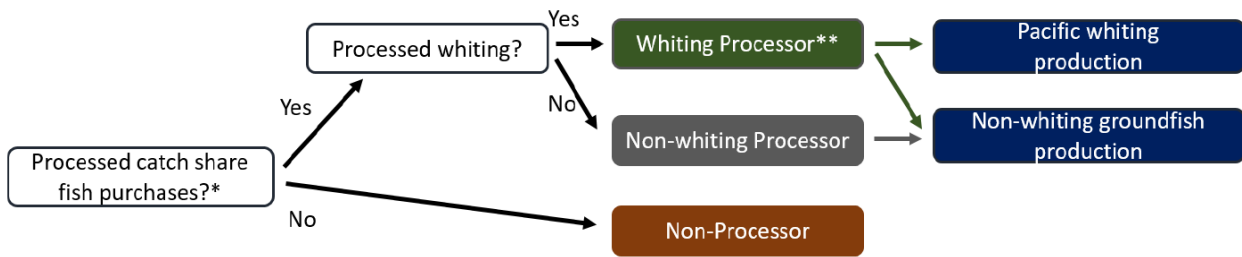 Processed whiting?
Yes
Whiting Processor**
Pacific whiting
production
No
Non-whiting Processor
Non-whiting groundfish
production
Yes
Processed catch share
fish purchases?*
No
Non-Processor